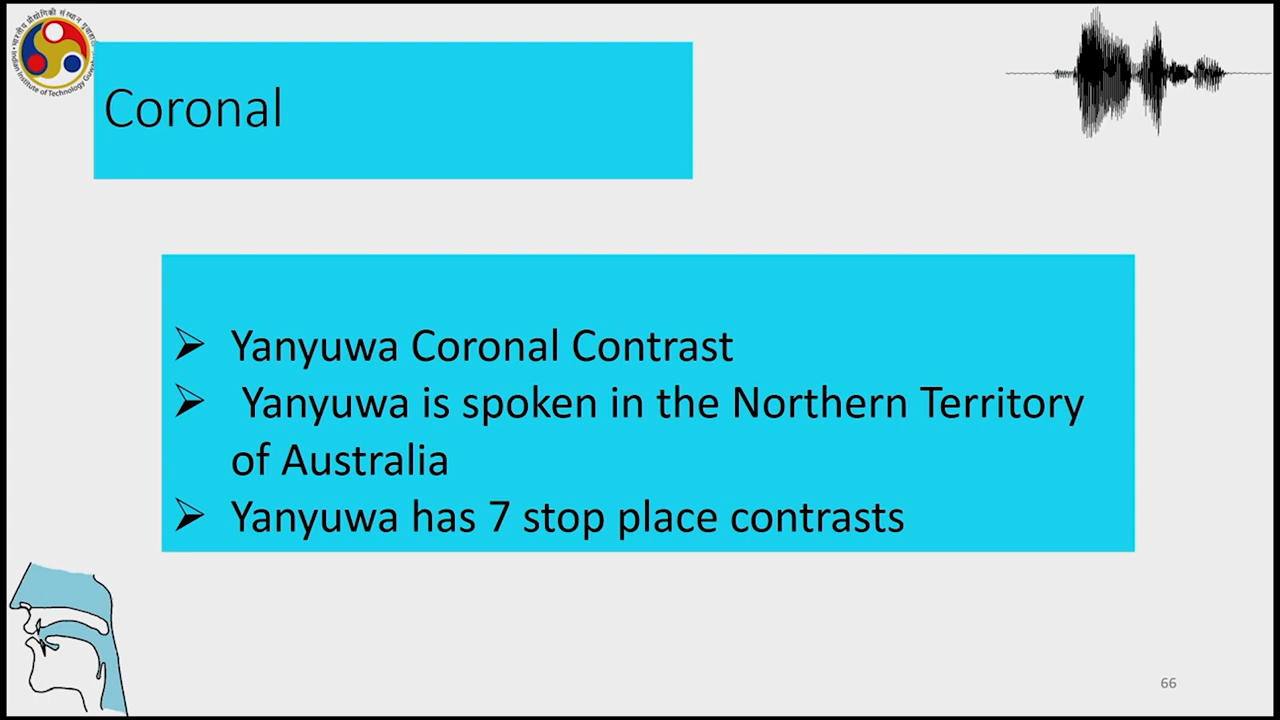 Coronal
➢ Yanyuwa Coronal Contrast
➢ Yanyuwa is spoken in the Northern Territory
of Australia
➢ Yanyuwa has 7 stop place contrasts
66